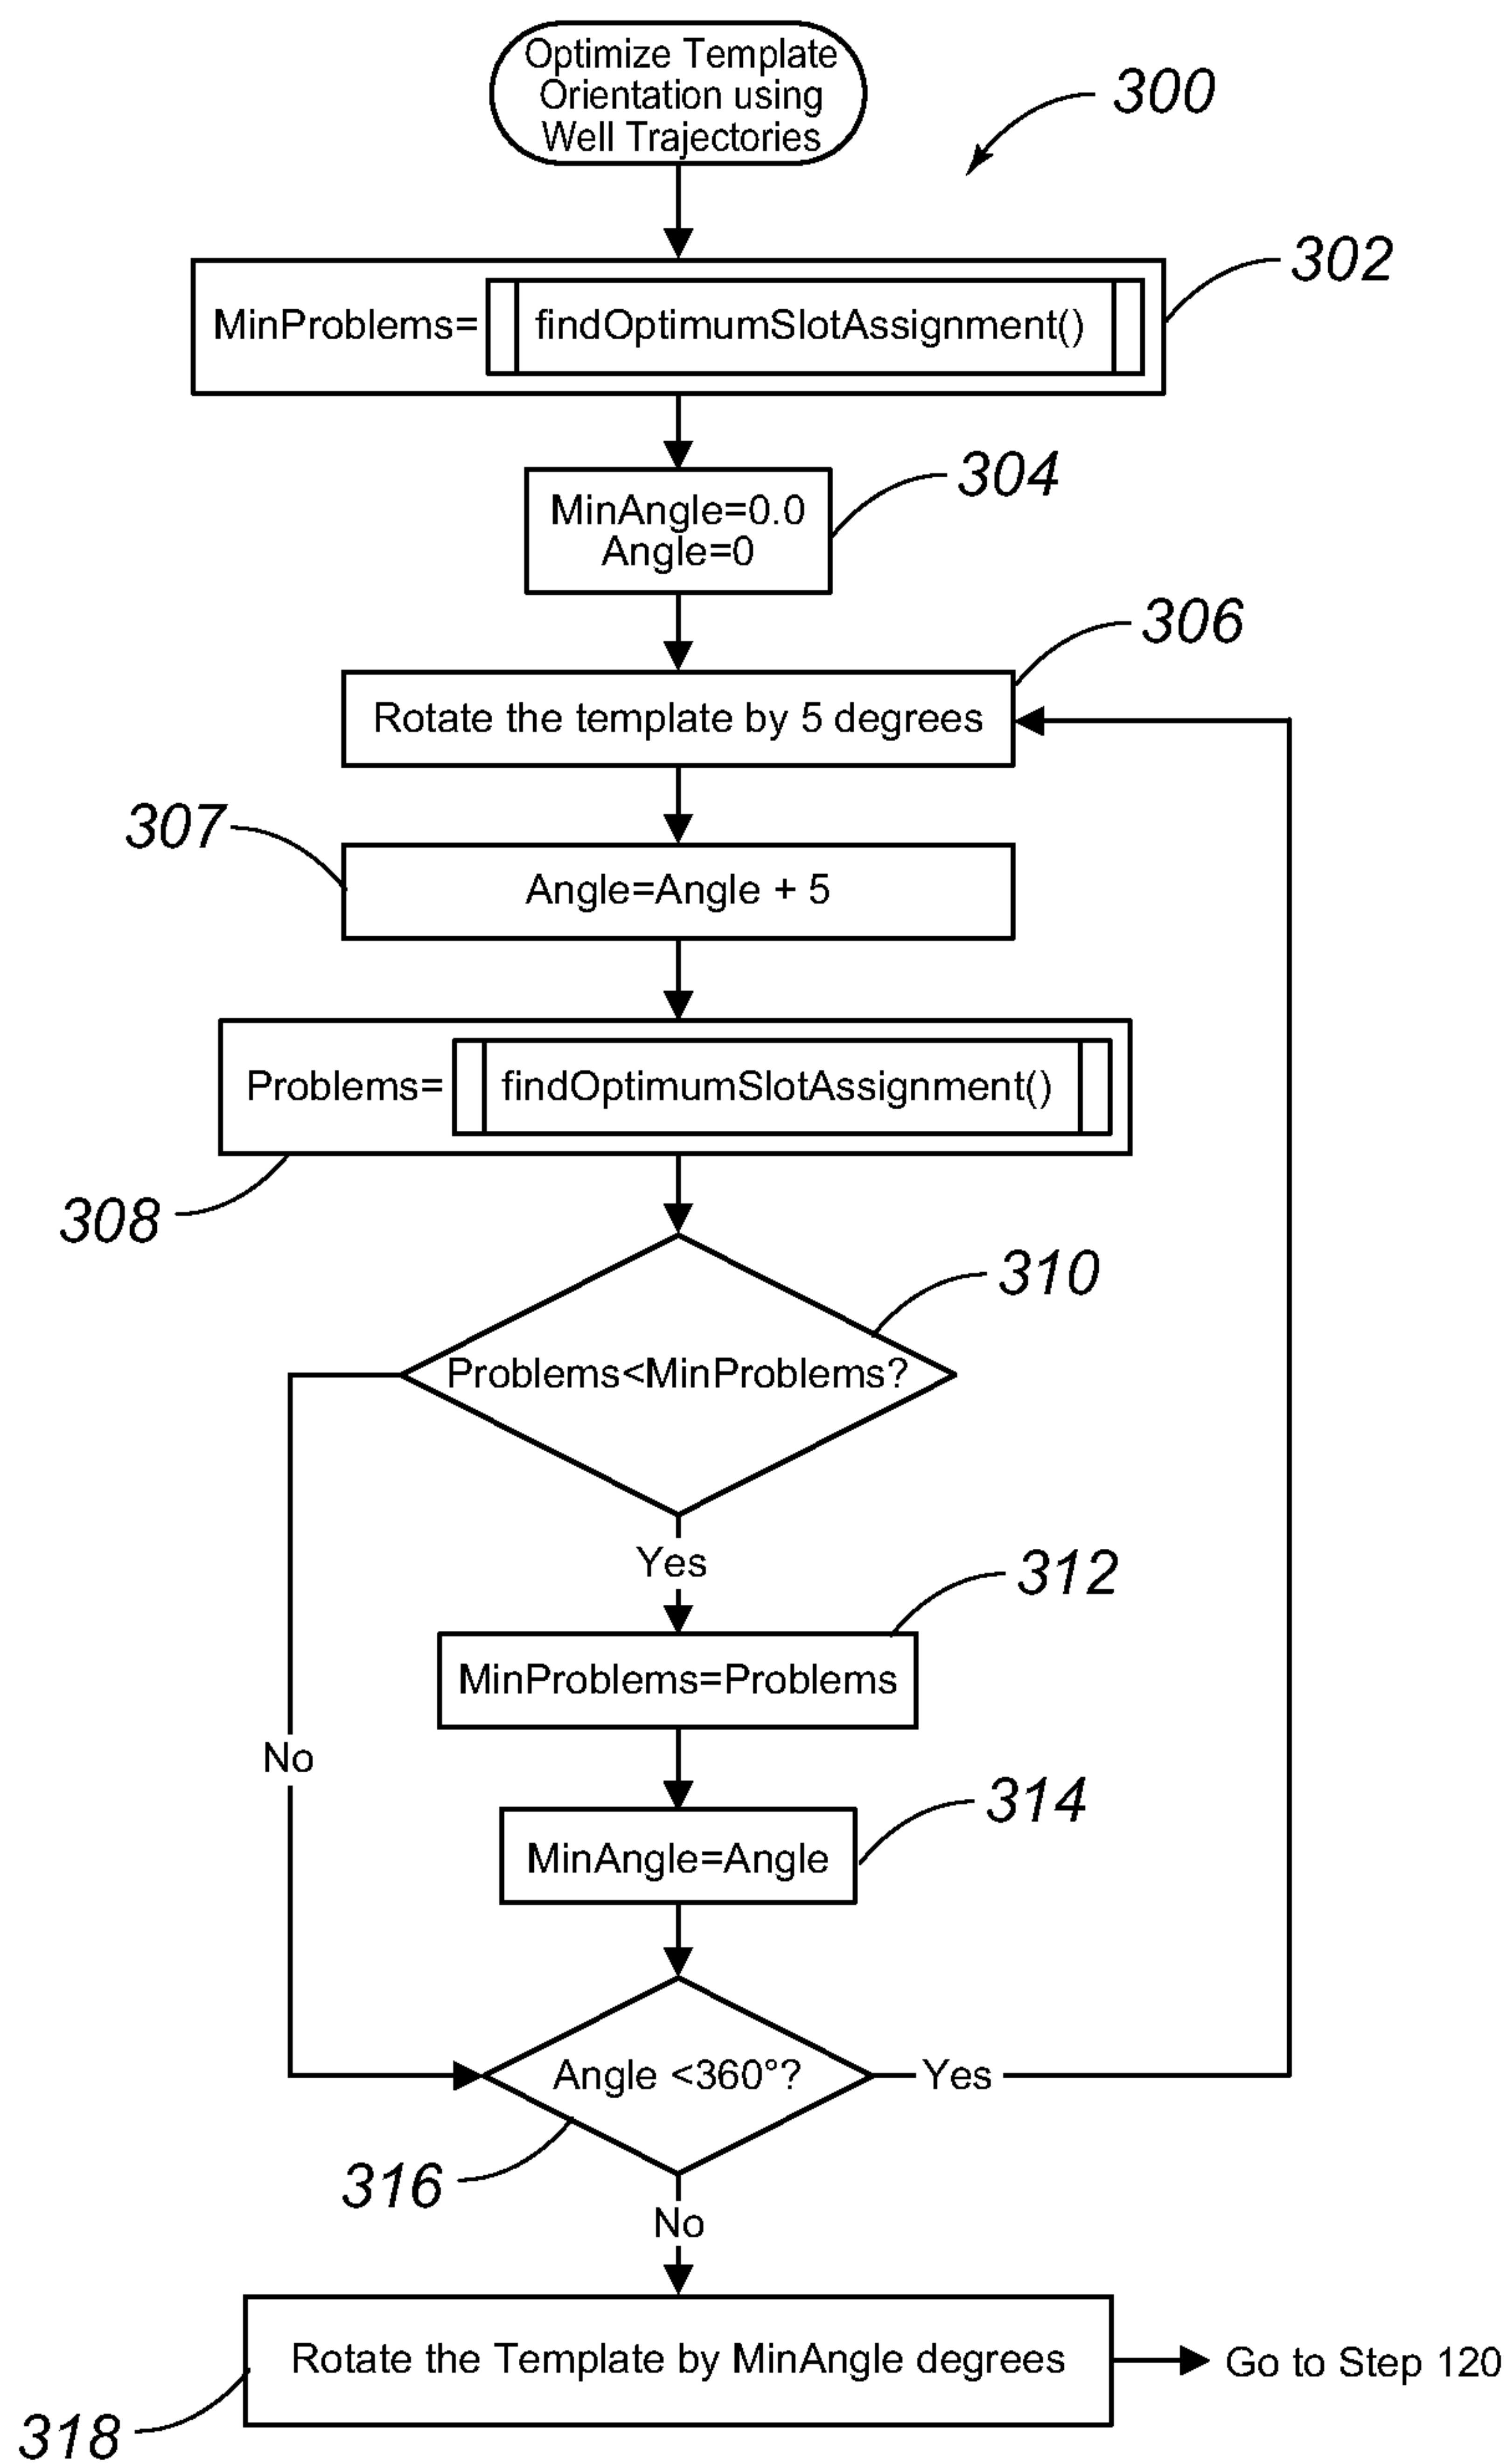 Optimize Template
Orientation using
Well Trajectories
300
302
MinProblems=
findOptimumSlotAssignment()
304
MinAngle=0.0
Angle=0
306
Rotate the template by 5 degrees
307
Angle=Angle + 5
Problems=
findOptimumSlotAssignment()
308
310
Problems<MinProblems?
Yes
312
MinProblems=Problems
No
314
MinAngle=Angle
Angle <360°?
Yes
316
No
Rotate the Template by MinAngle degrees
Go to Step 120
318